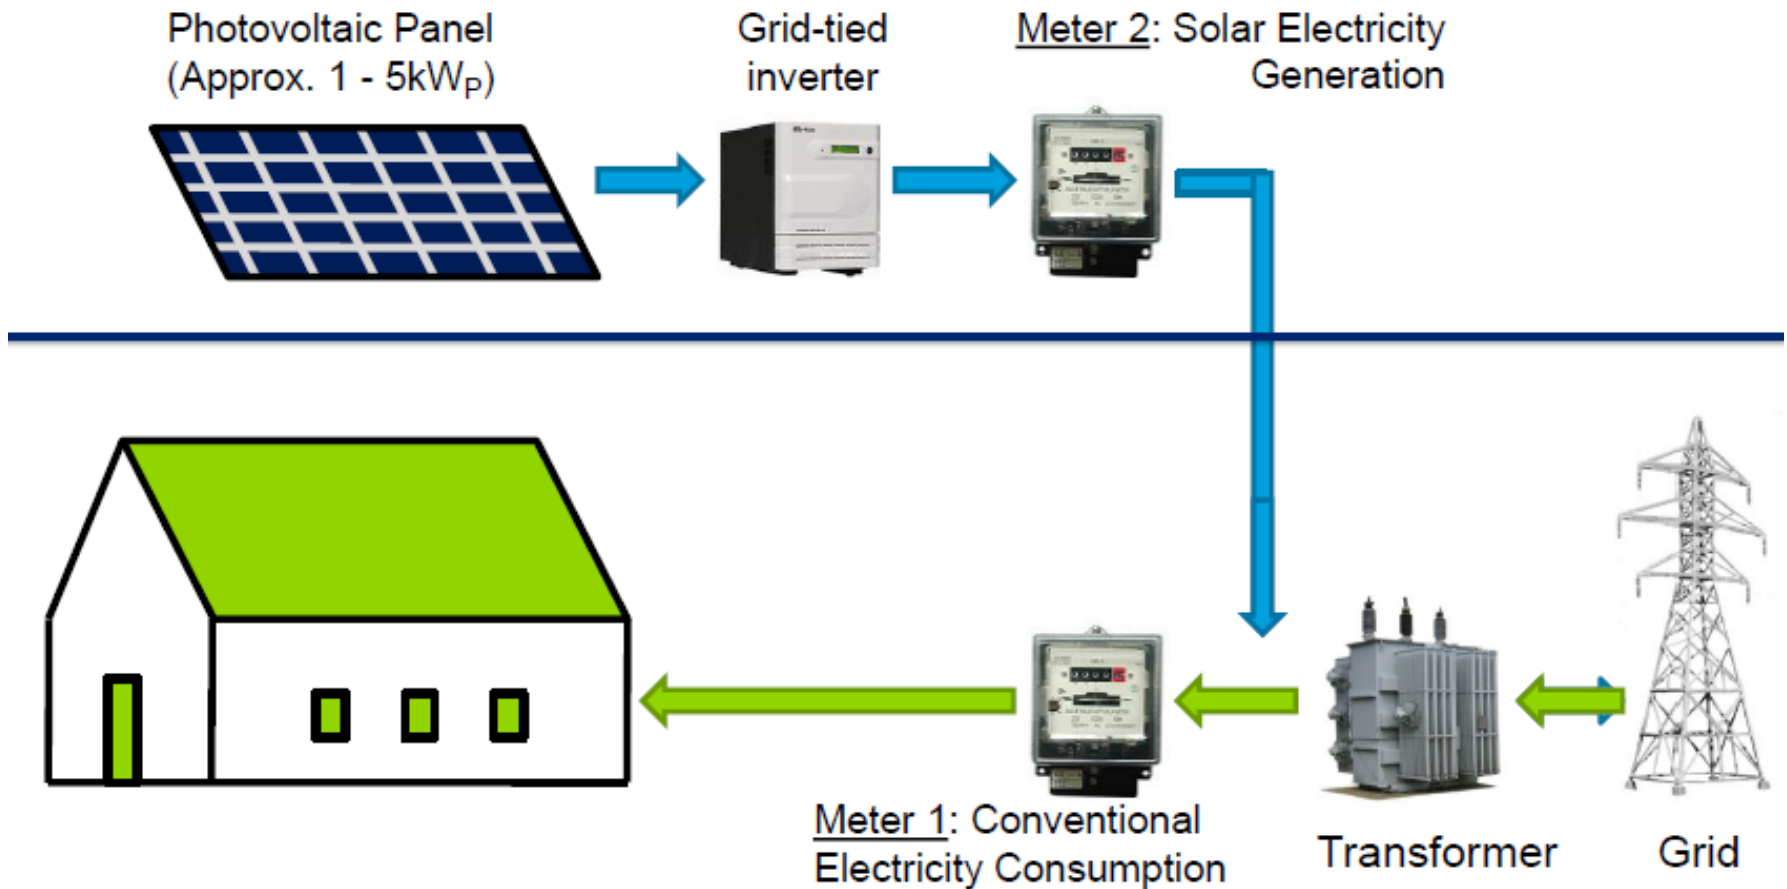 Photovoltaic Panel
(Approx. 1 - 5kWP)
Grid-tied
inverter
Meter 2: Solar Electricity
Generation
Meter 1: Conventional
Electricity Consumption
Transformer
Grid